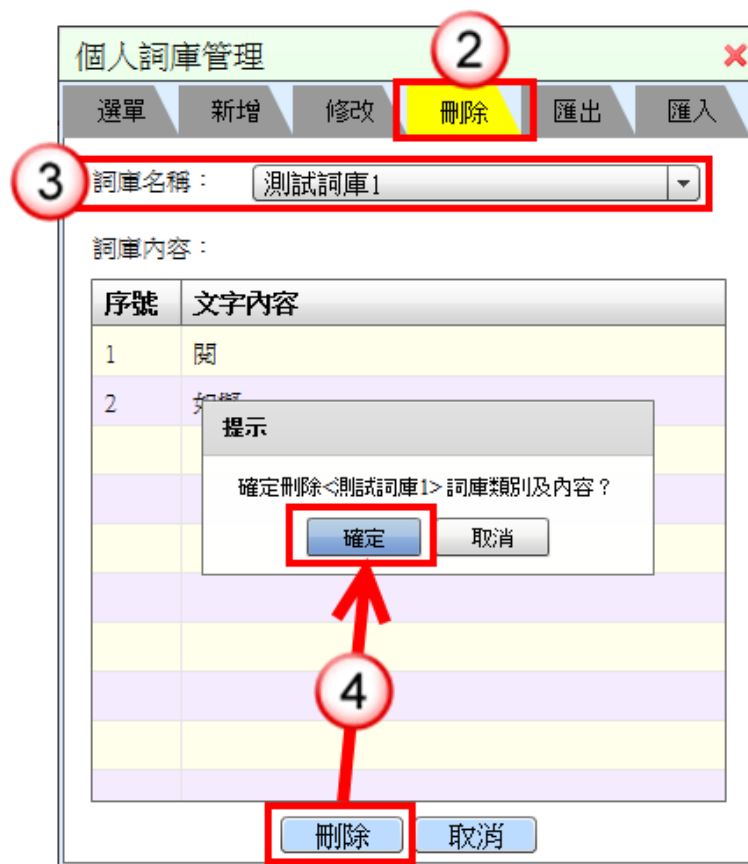 個人詞庫管理
2
選單 新增 修改 刪除 匯出 匯入
3
詞庫名稱： 測試詞庫1
詞庫內容：
序號 文字內容
1 閱
2
提示
確定刪除<測試詞庫1> 詞庫類別及內容？
確定 取消
4
刪除 取消